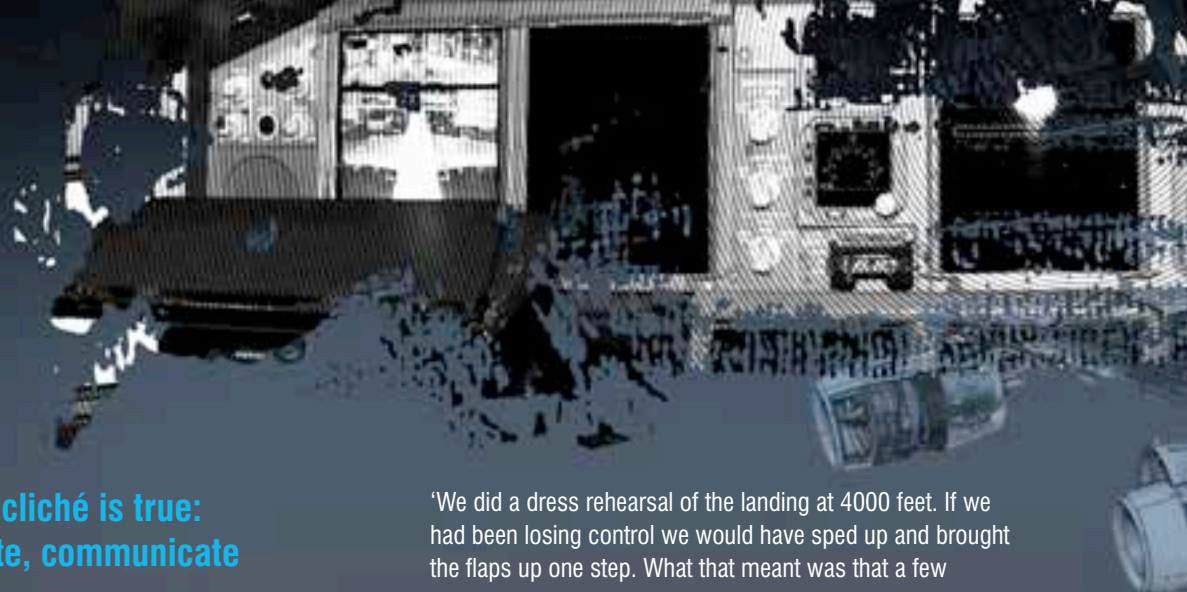 cliché is true:
te, communicate
‘We did a dress rehearsal of the landing at 4000 feet. If we
had been losing control we would have sped up and brought
the flaps up one step. What that meant was that a few